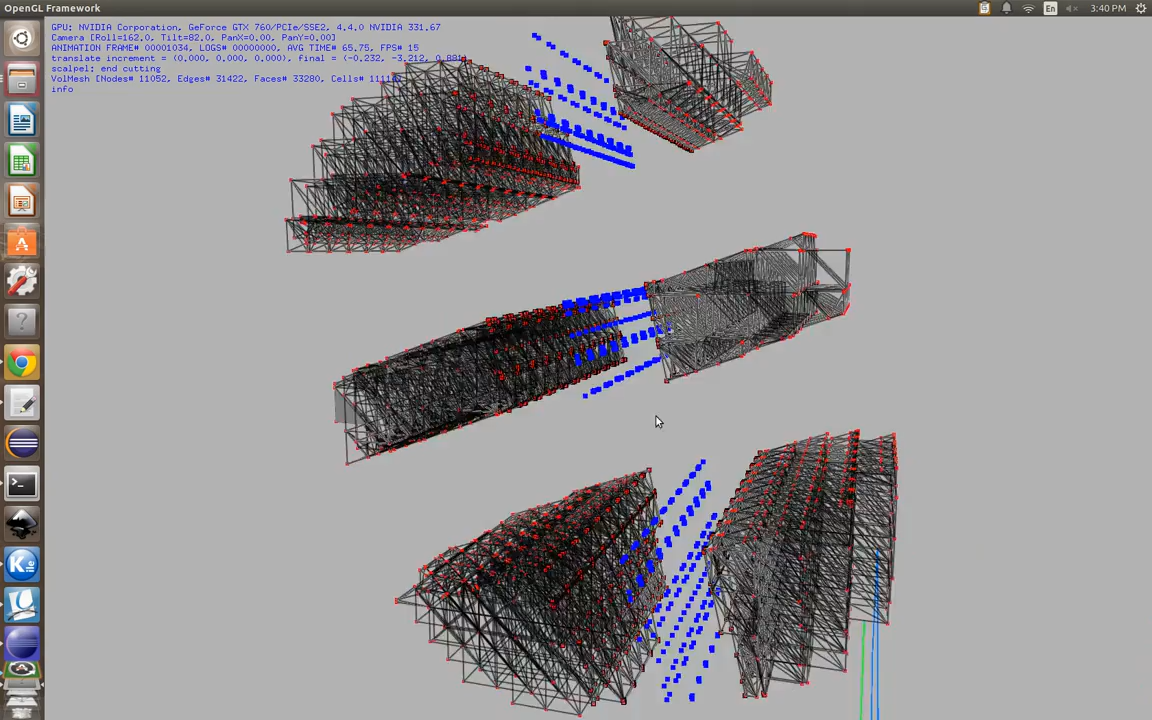 OpenGL Framework
En
3:40 PM
GPU: NVIDIA Corporation, GeForce GTX 760/PCIe/SSE2, 4.4.0 NVIDIA 331.67
Camera [Roll=162.0, Tilt=82.0, PanX=0.00, PanY=0.00]
ANIMATION FRAME# 00001034, LOGS# 00000000, AVG TIME# 65.75, FPS# 15
translate increment = (0.000, 0.000, 0.000), final = (-0.232, -3.212,
scalpel: end cutting
VolMesh [Nodes# 11052, Edges# 31422, Faces# 33280, Cells#
info